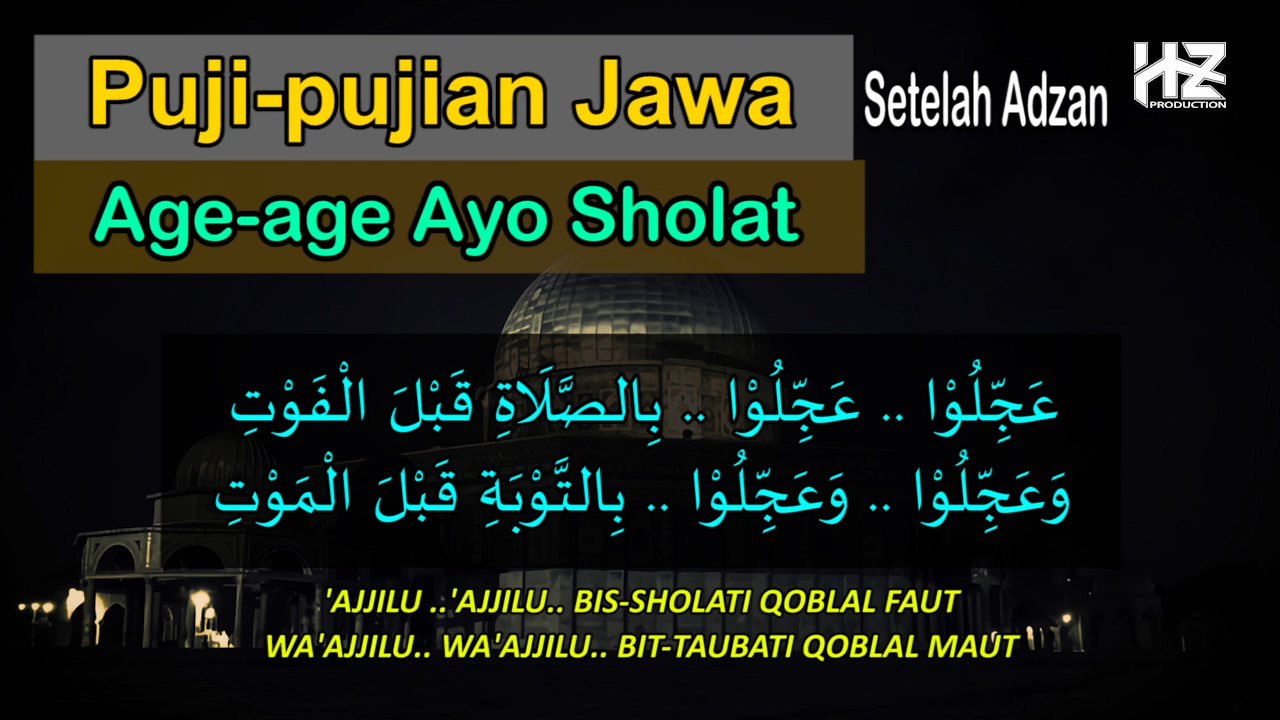 Puji-pujian Jawa
Setelah Adzan
HZ
PRODUCTION
Age-age Ayo Sholat
عَجِّلُوْا .. عَجِّلُوْا .. بِالصَّلَاةِ قَبْلَ الْفَوْتِ
وَعَجِّلُوْا .. وَعَجِّلُوْا .. بِالتَّوْبَةِ قَبْلَ الْمَوْتِ
'AJJILU ..'AJJILU.. BIS-SHOLATI QOBLAL FAUT
WA'AJJILU.. WA'AJJILU.. BIT-TAUBATI QOBLAL MAUT